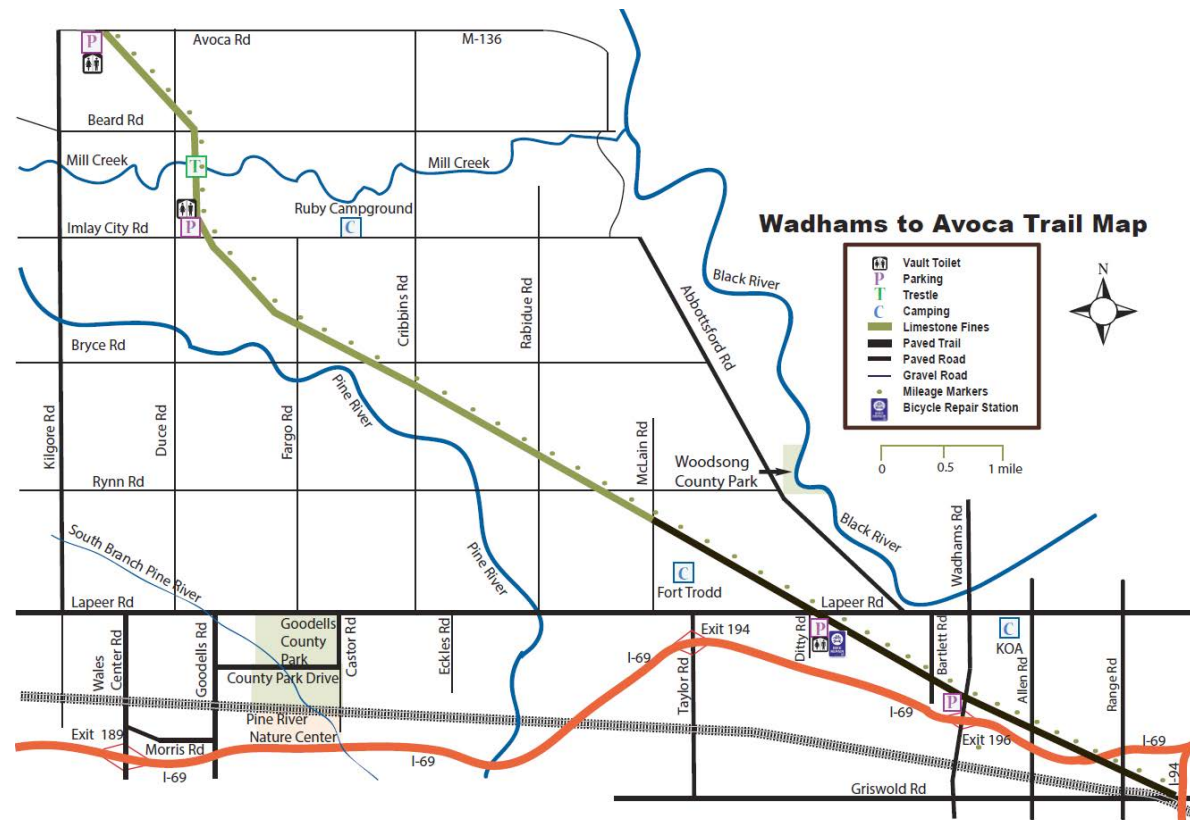 P
Avoca Rd
M-136
Beard Rd
Mill Creek
T
Mill Creek
Ruby Campground
Imlay City Rd
P
C
Wadhams to Avoca Trail Map
Vault Toilet
P
Parking
T
Trestle
C
Camping
Limestone Fines
Paved Trail
Paved Road
Gravel Road
Mileage Markers
Bicycle Repair Station
N
0
0.5
1 mile
Black River
Abbottsford Rd
Cribbins Rd
Rabidue Rd
Bryce Rd
Pine River
Kilgore Rd
Duce Rd
Fargo Rd
McLain Rd
Woodsong
County Park
Rynn Rd
Black River
Wadhams Rd
South Branch Pine River
Pine River
C
Fort Trodd
Lapeer Rd
Lapeer Rd
Goodells
County
Park
County Park Drive
Wales
Center Rd
Goodells Rd
Castor Rd
Eckles Rd
I-69
Exit 194
Taylor Rd
Ditty Rd
P
Bartlett Rd
C
KOA
Allen Rd
Range Rd
P
I-69
Exit 196
I-69
I-94
Pine River
Nature Center
Exit 189
Morris Rd
I-69
I-69
Griswold Rd